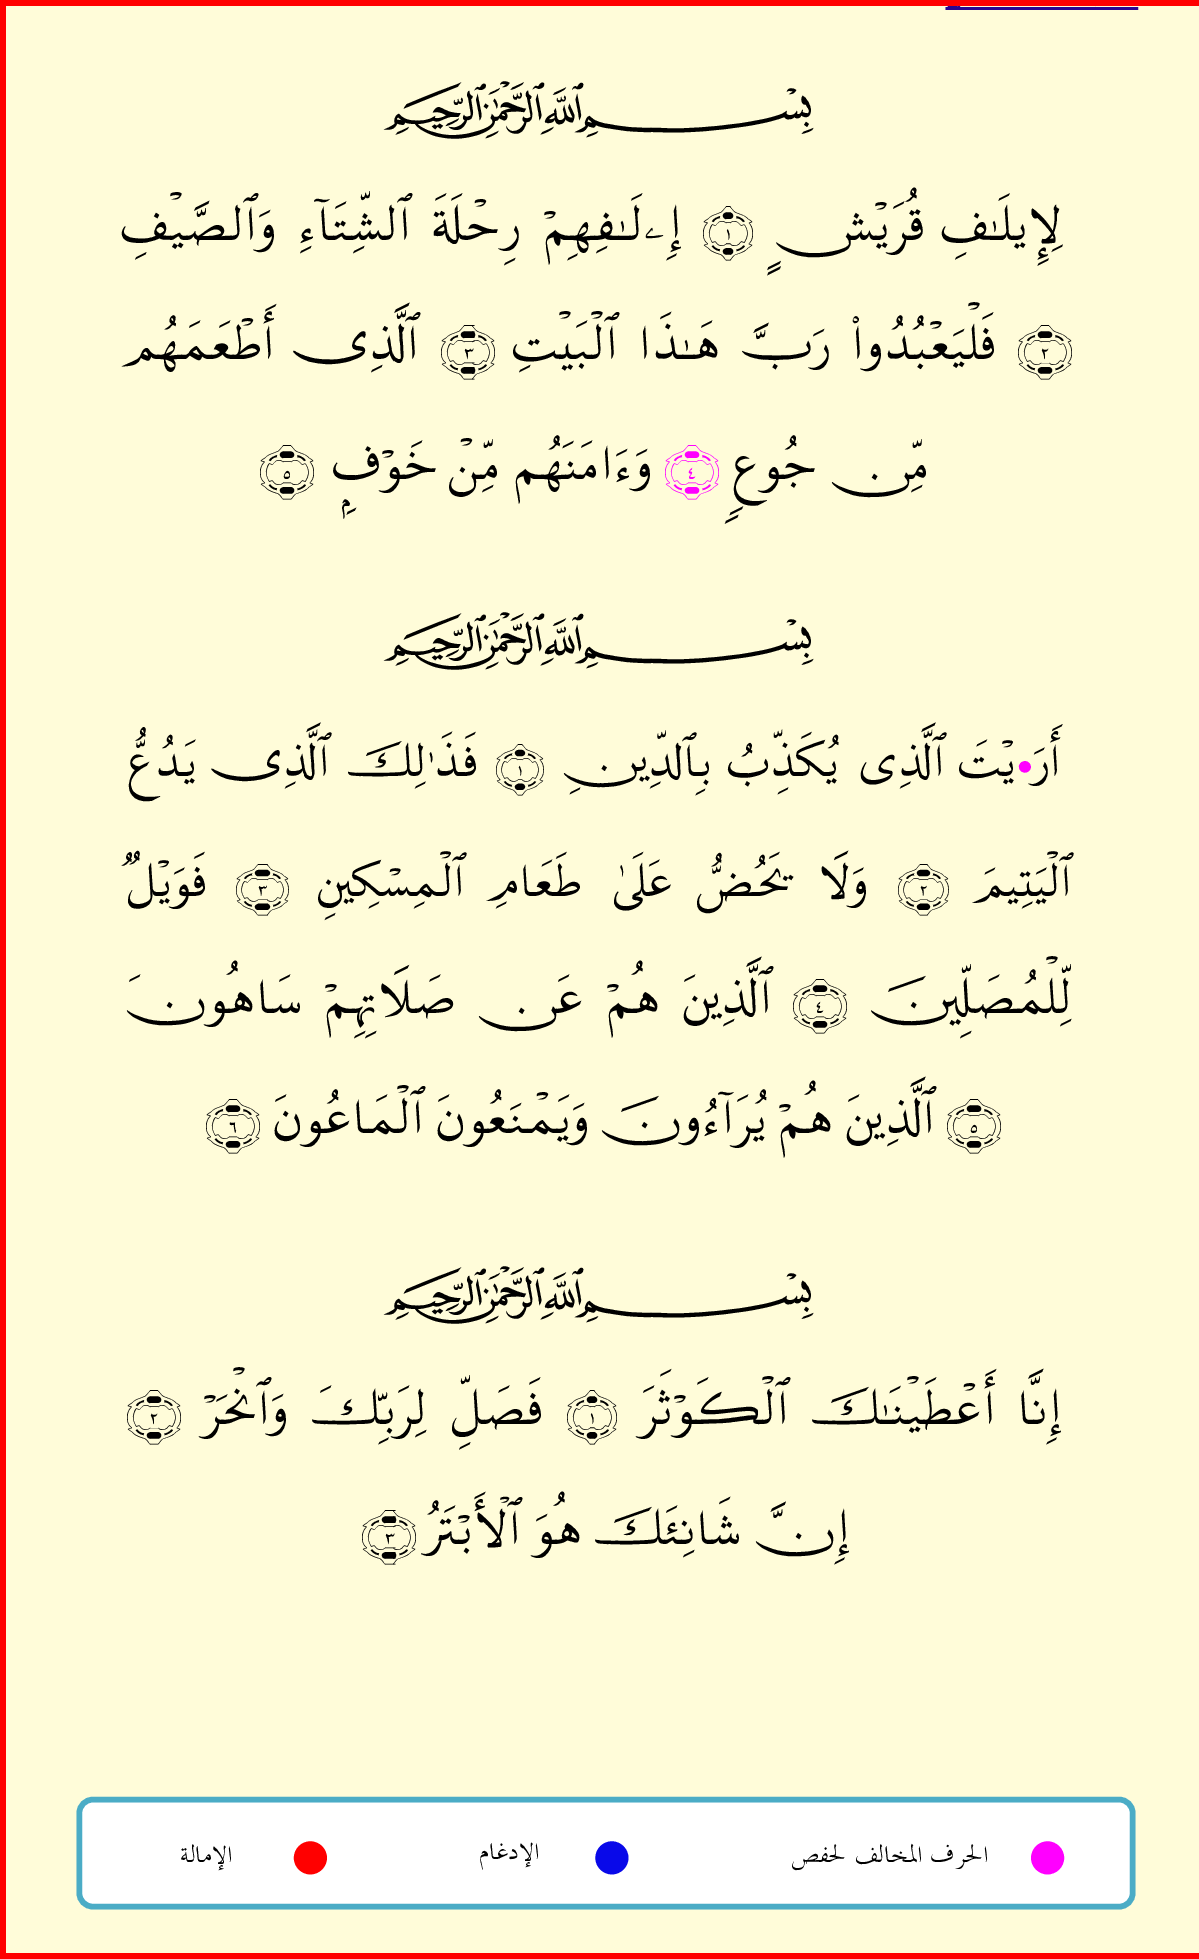 بِسْمِ ٱللَّهِ ٱلرَّحْمَٰنِ ٱلرَّحِيمِ
لِإِيلَٰفِ قُرَيْشٍ ١ إِۦلَٰفِهِمْ رِحْلَةَ ٱلشِّتَآءِ وَٱلصَّيْفِ
٢ فَلْيَعْبُدُوا۟ رَبَّ هَٰذَا ٱلْبَيْتِ ٣ ٱلَّذِى أَطْعَمَهُم
مِّن جُوعٍ ٤ وَءَامَنَهُم مِّنْ خَوْفٍۭ ٥
بِسْمِ ٱللَّهِ ٱلرَّحْمَٰنِ ٱلرَّحِيمِ
أَرَ•يْتَ ٱلَّذِى يُكَذِّبُ بِٱلدِّينِ ١ فَذَٰلِكَ ٱلَّذِى يَدُعُّ
ٱلْيَتِيمَ ٢ وَلَا يَحُضُّ عَلَىٰ طَعَامِ ٱلْمِسْكِينِ ٣ فَوَيْلٌ
لِّلْمُصَلِّينَ ٤ ٱلَّذِينَ هُمْ عَن صَلَاتِهِمْ سَاهُونَ
٥ ٱلَّذِينَ هُمْ يُرَآءُونَ وَيَمْنَعُونَ ٱلْمَاعُونَ ٦
بِسْمِ ٱللَّهِ ٱلرَّحْمَٰنِ ٱلرَّحِيمِ
إِنَّا أَعْطَيْنَٰكَ ٱلْكَوْثَرَ ١ فَصَلِّ لِرَبِّكَ وَٱنْحَرْ ٢
إِنَّ شَانِئَكَ هُوَ ٱلْأَبْتَرُ ٣
الحرف المخالف لحفص الإدغام الإمالة